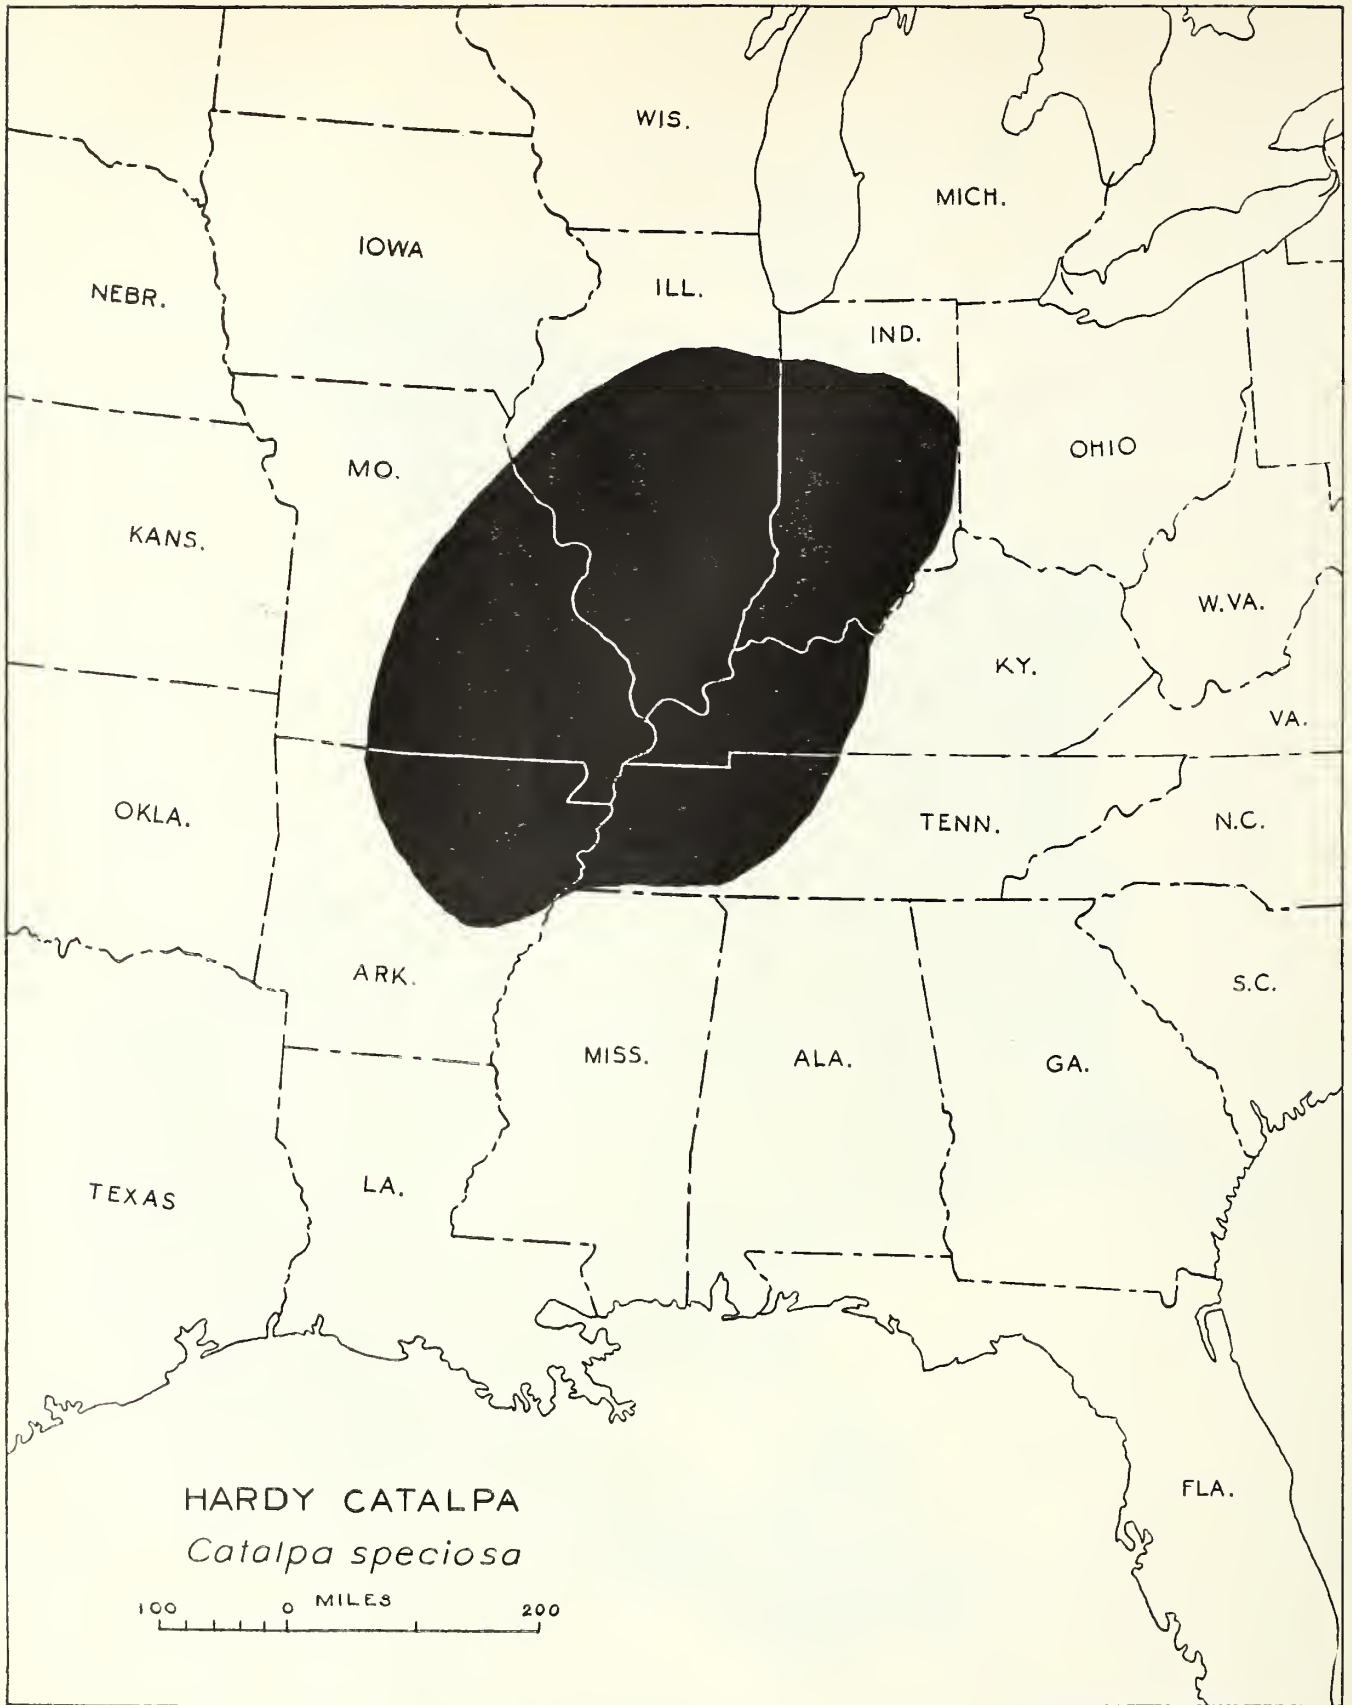 WIS.
MICH.
IOWA
NEBR.
ILL.
IND.
OHIO
MO.
KANS.
W.VA.
KY.
VA.
OKLA.
TENN.
N.C.
ARK.
S.C.
MISS.
ALA.
GA.
TEXAS
LA.
FLA.
HARDY CATALPA
Catalpa speciosa
100 0 MILES 200